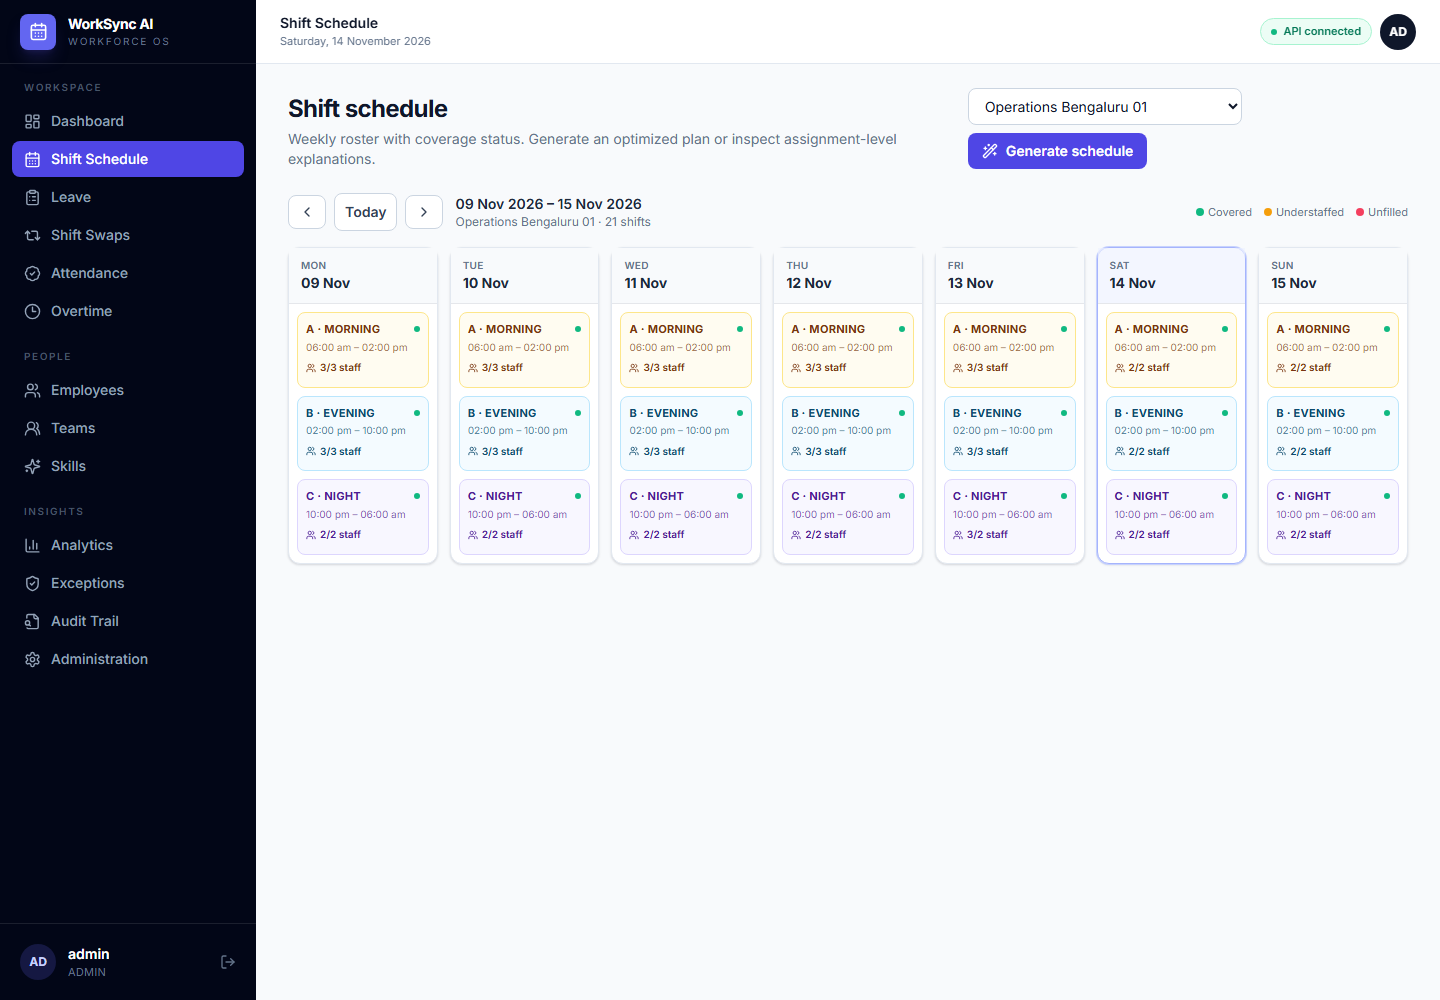 WorkSync AI
WORKFORCE OS
WORKSPACE
Dashboard
Shift Schedule
Leave
Shift Swaps
Attendance
Overtime
PEOPLE
Employees
Teams
Skills
INSIGHTS
Analytics
Exceptions
Audit Trail
Administration
AD
admin
ADMIN
Shift Schedule
Saturday, 14 November 2026
API connected
AD
Shift schedule
Weekly roster with coverage status. Generate an optimized plan or inspect assignment-level
explanations.
Operations Bengaluru 01
Generate schedule
Today
09 Nov 2026 – 15 Nov 2026
Operations Bengaluru 01 · 21 shifts
Covered
Understaffed
Unfilled
MON
09 Nov
A · MORNING
06:00 am – 02:00 pm
3/3 staff
B · EVENING
02:00 pm – 10:00 pm
3/3 staff
C · NIGHT
10:00 pm – 06:00 am
2/2 staff
TUE
10 Nov
A · MORNING
06:00 am – 02:00 pm
3/3 staff
B · EVENING
02:00 pm – 10:00 pm
3/3 staff
C · NIGHT
10:00 pm – 06:00 am
2/2 staff
WED
11 Nov
A · MORNING
06:00 am – 02:00 pm
3/3 staff
B · EVENING
02:00 pm – 10:00 pm
3/3 staff
C · NIGHT
10:00 pm – 06:00 am
2/2 staff
THU
12 Nov
A · MORNING
06:00 am – 02:00 pm
3/3 staff
B · EVENING
02:00 pm – 10:00 pm
3/3 staff
C · NIGHT
10:00 pm – 06:00 am
2/2 staff
FRI
13 Nov
A · MORNING
06:00 am – 02:00 pm
3/3 staff
B · EVENING
02:00 pm – 10:00 pm
3/3 staff
C · NIGHT
10:00 pm – 06:00 am
3/2 staff
SAT
14 Nov
A · MORNING
06:00 am – 02:00 pm
2/2 staff
B · EVENING
02:00 pm – 10:00 pm
2/2 staff
C · NIGHT
10:00 pm – 06:00 am
2/2 staff
SUN
15 Nov
A · MORNING
06:00 am – 02:00 pm
2/2 staff
B · EVENING
02:00 pm – 10:00 pm
2/2 staff
C · NIGHT
10:00 pm – 06:00 am
2/2 staff